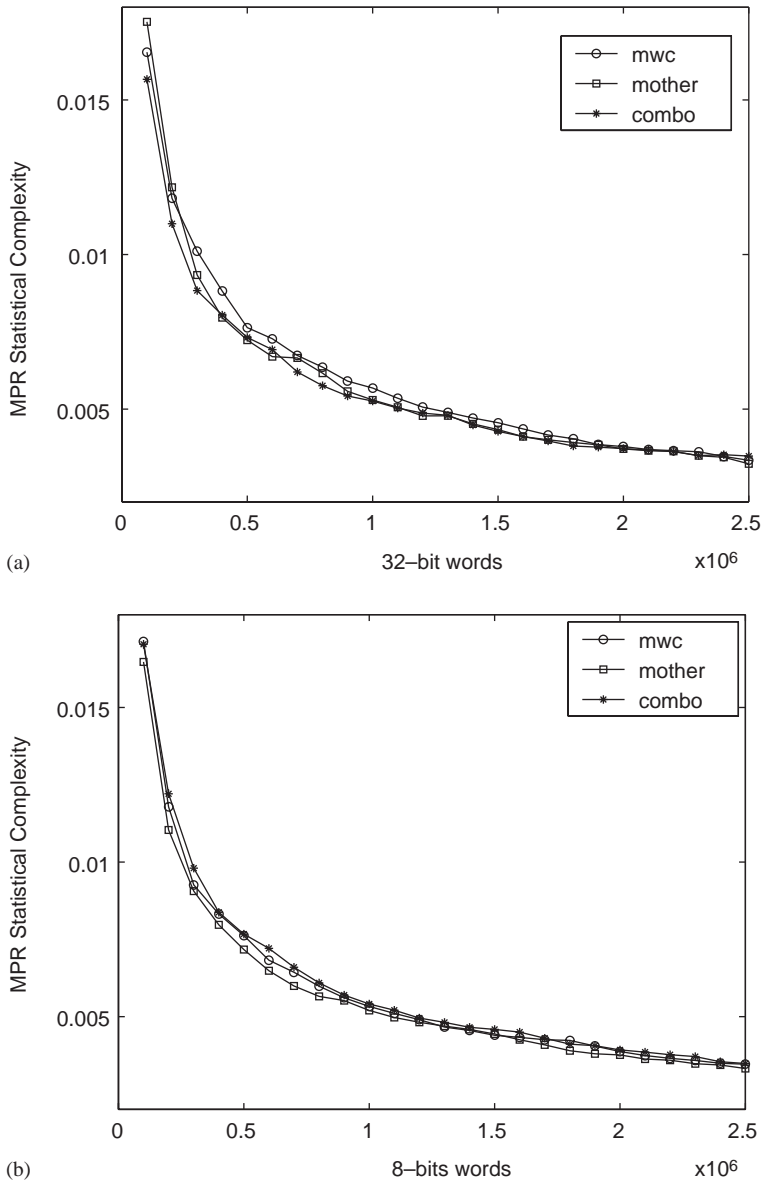 mwc
mother
combo
0.015
0.01
0.005
MPR Statistical Complexity
0 0.5 1 1.5 2 2.5
(a) 32–bit words x10⁶
mwc
mother
combo
0.015
0.01
0.005
MPR Statistical Complexity
0 0.5 1 1.5 2 2.5
(b) 8–bits words x10⁶